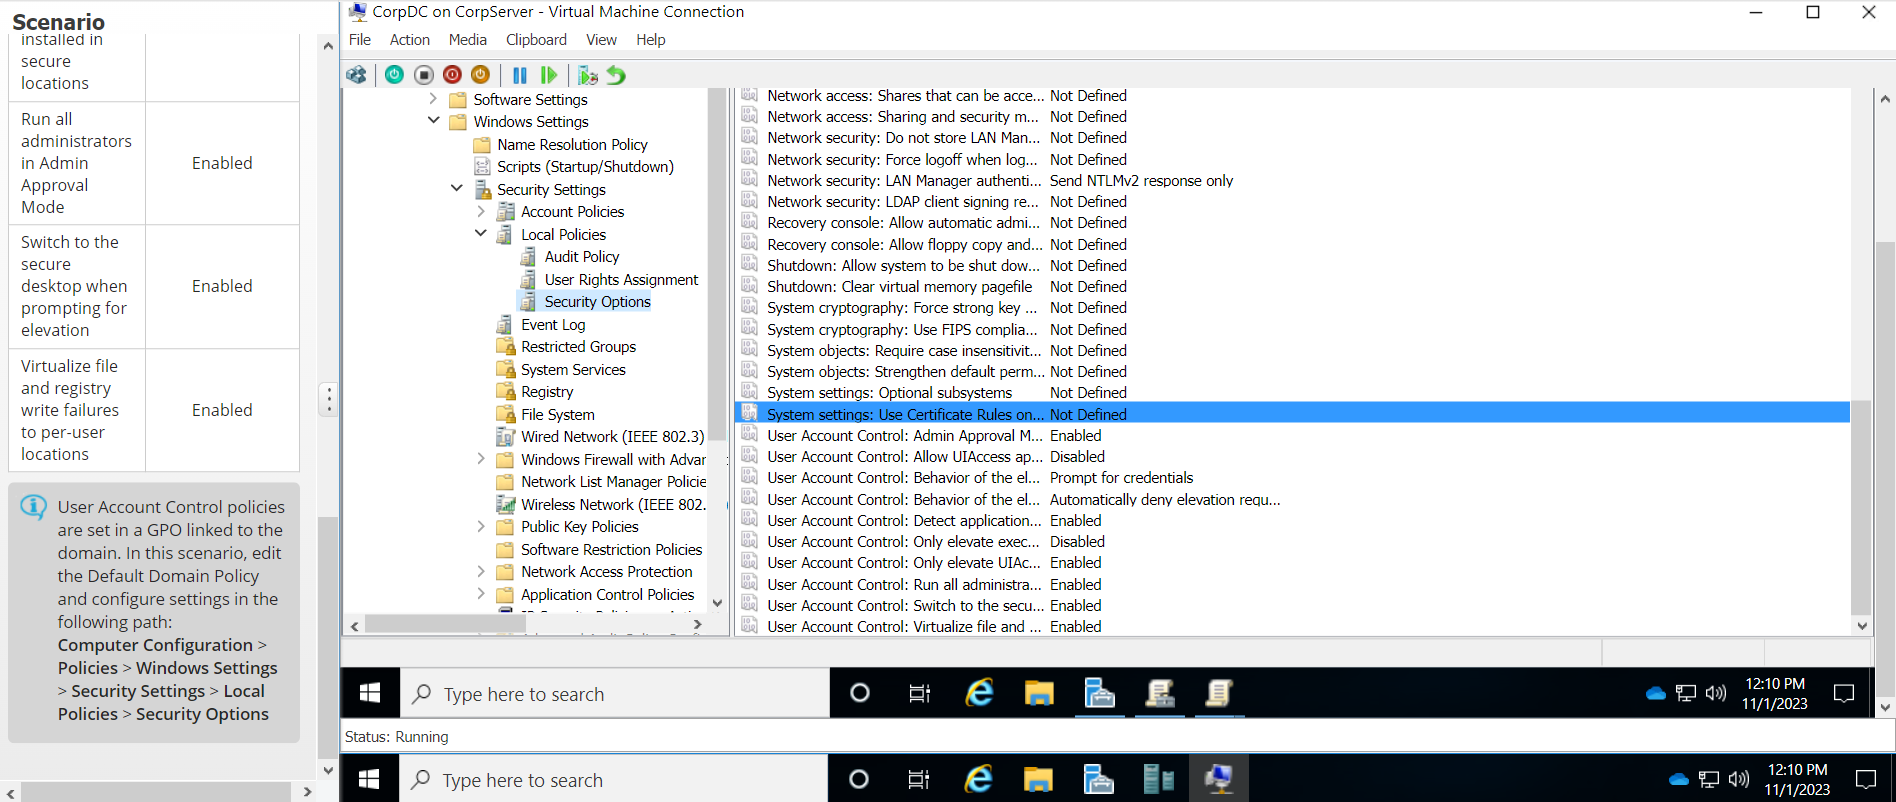 Scenario
installed in
secure
locations
Run all
administrators
in Admin
Approval
Mode
Enabled
Switch to the
secure
desktop when
prompting for
elevation
Enabled
Virtualize file
and registry
write failures
to per-user
locations
Enabled
User Account Control policies
are set in a GPO linked to the
domain. In this scenario, edit
the Default Domain Policy
and configure settings in the
following path:
Computer Configuration >
Policies > Windows Settings
> Security Settings > Local
Policies > Security Options
CorpDC on CorpServer - Virtual Machine Connection
File Action Media Clipboard View Help
Software Settings
Windows Settings
Name Resolution Policy
Scripts (Startup/Shutdown)
Security Settings
Account Policies
Local Policies
Audit Policy
User Rights Assignment
Security Options
Event Log
Restricted Groups
System Services
Registry
File System
Wired Network (IEEE 802.3)
Windows Firewall with Advar
Network List Manager Policie
Wireless Network (IEEE 802.
Public Key Policies
Software Restriction Policies
Network Access Protection
Application Control Policies
Network access: Shares that can be acce... Not Defined
Network access: Sharing and security m... Not Defined
Network security: Do not store LAN Man... Not Defined
Network security: Force logoff when log... Not Defined
Network security: LAN Manager authenti... Send NTLMv2 response only
Network security: LDAP client signing re... Not Defined
Recovery console: Allow automatic admi... Not Defined
Recovery console: Allow floppy copy and... Not Defined
Shutdown: Allow system to be shut dow... Not Defined
Shutdown: Clear virtual memory pagefile Not Defined
System cryptography: Force strong key ... Not Defined
System cryptography: Use FIPS complia... Not Defined
System objects: Require case insensitivit... Not Defined
System objects: Strengthen default perm... Not Defined
System settings: Optional subsystems Not Defined
System settings: Use Certificate Rules on... Not Defined
User Account Control: Admin Approval M... Enabled
User Account Control: Allow UIAccess ap... Disabled
User Account Control: Behavior of the el... Prompt for credentials
User Account Control: Behavior of the el... Automatically deny elevation requ...
User Account Control: Detect application... Enabled
User Account Control: Only elevate exec... Disabled
User Account Control: Only elevate UIAc... Enabled
User Account Control: Run all administra... Enabled
User Account Control: Switch to the secu... Enabled
User Account Control: Virtualize file and ... Enabled
Type here to search
12:10 PM
11/1/2023
Status: Running
Type here to search
12:10 PM
11/1/2023